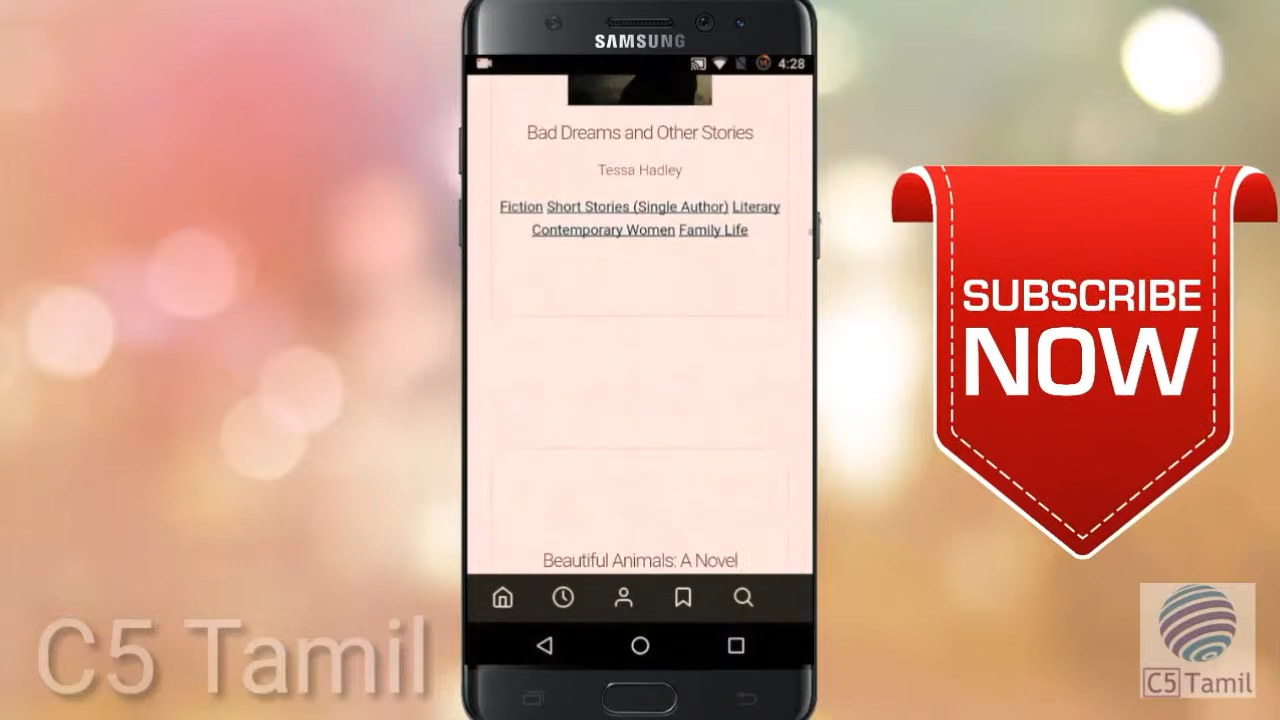 SAMSUNG
4:28
Bad Dreams and Other Stories
Tessa Hadley
Fiction Short Stories (Single Author) Literary
Contemporary Women Family Life
Beautiful Animals: A Novel
SUBSCRIBE
NOW
C5 Tamil
C5 Tamil